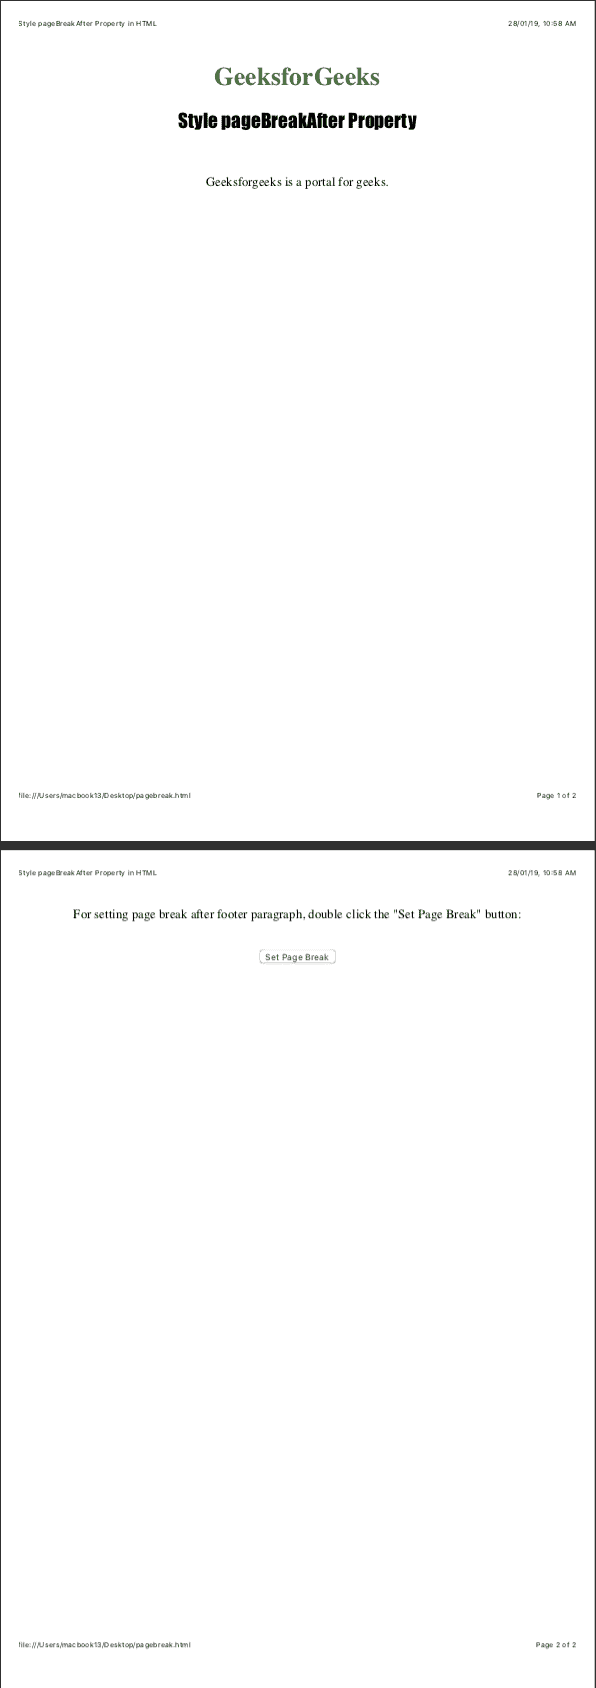 Style pageBreakAfter Property in HTML
28/01/19, 10:58 AM
GeeksforGeeks
Style pageBreakAfter Property
Geeksforgeeks is a portal for geeks.
file:///Users/macbook13/Desktop/pagebreak.html
Page 1 of 2
Style pageBreakAfter Property in HTML
28/01/19, 10:58 AM
For setting page break after footer paragraph, double click the "Set Page Break" button:
Set Page Break
file:///Users/macbook13/Desktop/pagebreak.html
Page 2 of 2